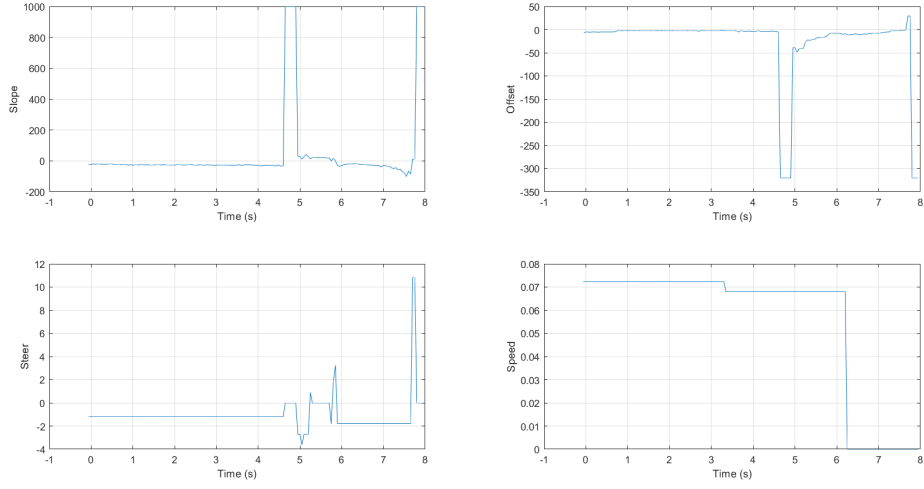 1000
800
600
400
200
0
-200
Slope
-1 0 1 2 3 4 5 6 7 8
Time (s)
0
-50
-100
-150
-200
-250
-300
-350
Offset
-1 0 1 2 3 4 5 6 7 8
Time (s)
12
10
8
6
4
2
0
-2
-4
Steer
-1 0 1 2 3 4 5 6 7 8
Time (s)
0.08
0.07
0.06
0.05
0.04
0.03
0.02
0.01
0
Speed
-1 0 1 2 3 4 5 6 7 8
Time (s)